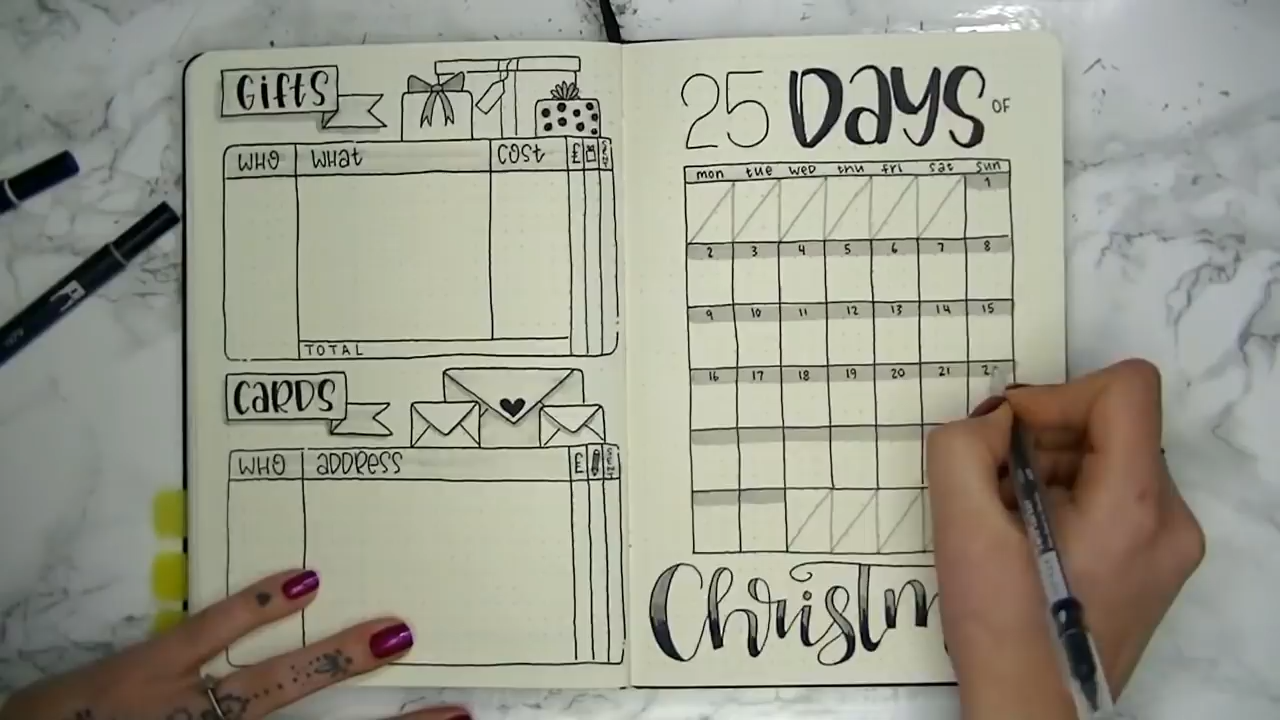 Gifts
WHO What Cost £
TOTAL
CARDS
WHO ADDRESS £
25 Days OF
mon tue wed thu fri sat sun
1
2 3 4 5 6 7 8
9 10 11 12 13 14 15
16 17 18 19 20 21 2
Christm